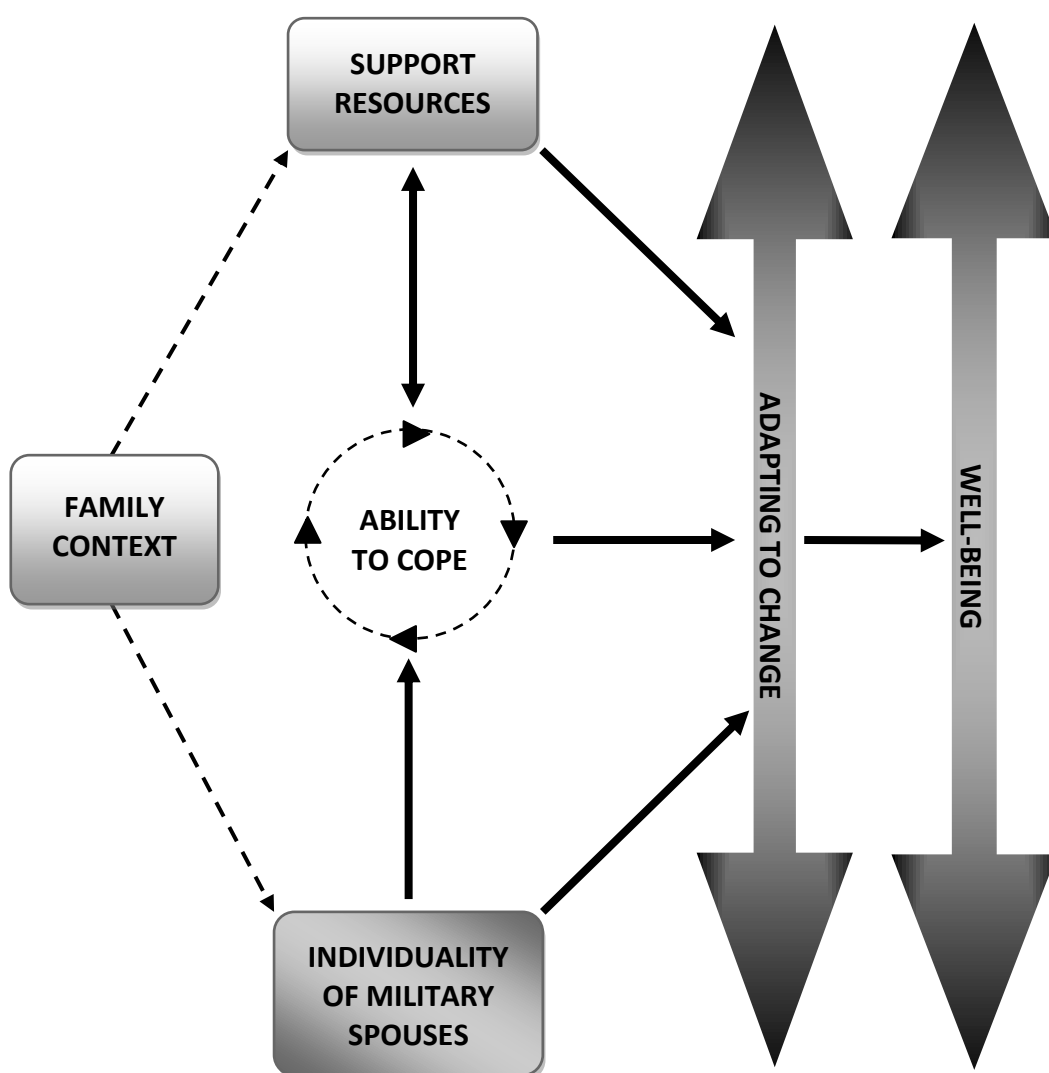 SUPPORT
RESOURCES
FAMILY
CONTEXT
ABILITY
TO COPE
ADAPTING TO CHANGE
WELL-BEING
INDIVIDUALITY
OF MILITARY
SPOUSES